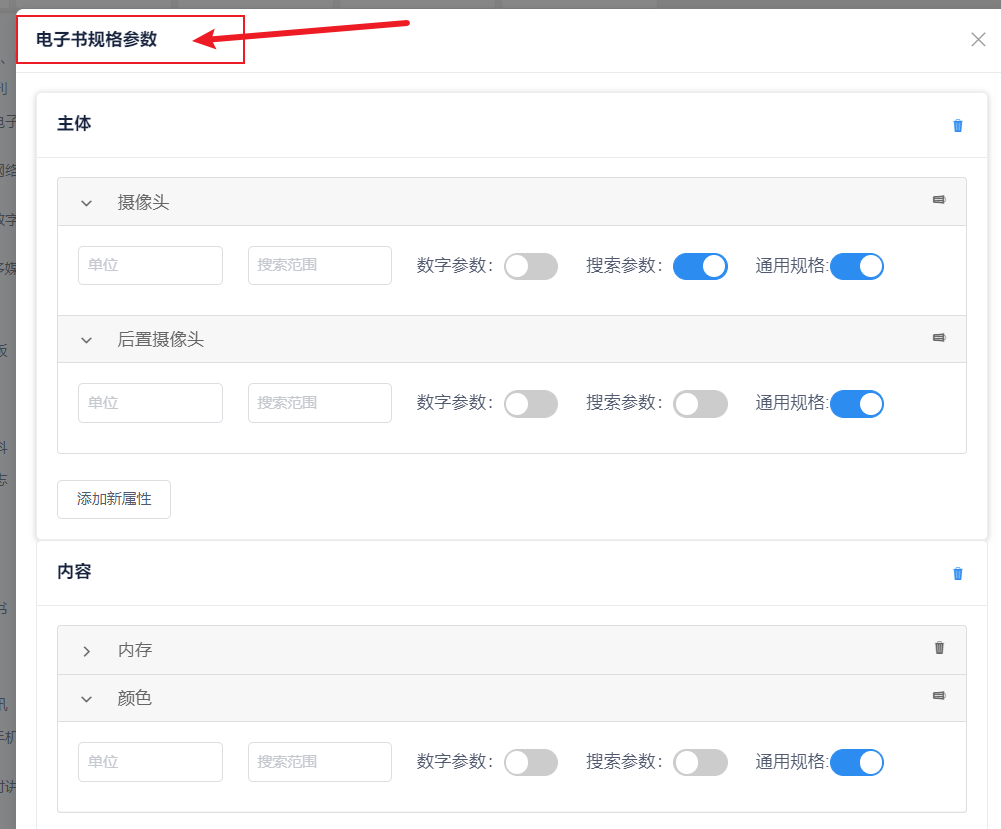 电子书规格参数
主体
摄像头
单位 搜索范围 数字参数: 搜索参数: 通用规格:
后置摄像头
单位 搜索范围 数字参数: 搜索参数: 通用规格:
添加新属性
内容
内存
颜色
单位 搜索范围 数字参数: 搜索参数: 通用规格: